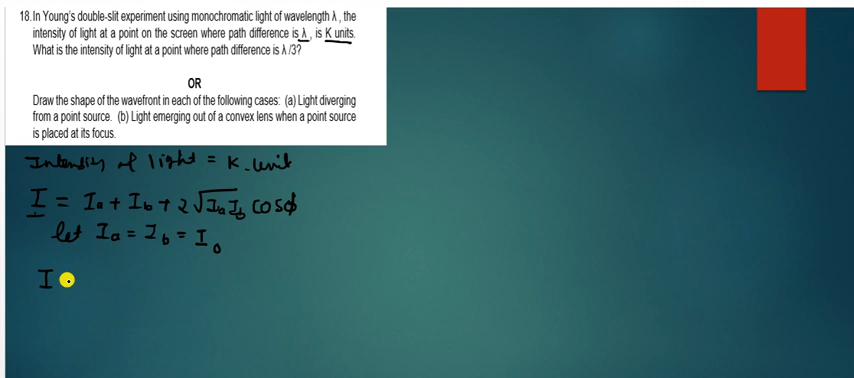 18. In Young's double-slit experiment using monochromatic light of wavelength λ , the
intensity of light at a point on the screen where path difference is λ , is K units.
What is the intensity of light at a point where path difference is λ /3?
OR
Draw the shape of the wavefront in each of the following cases: (a) Light diverging
from a point source. (b) Light emerging out of a convex lens when a point source
is placed at its focus.
Intensity of light = K.unit
I = Ia + Ib + 2√IaIb cosϕ
let Ia = Ib = I0
I